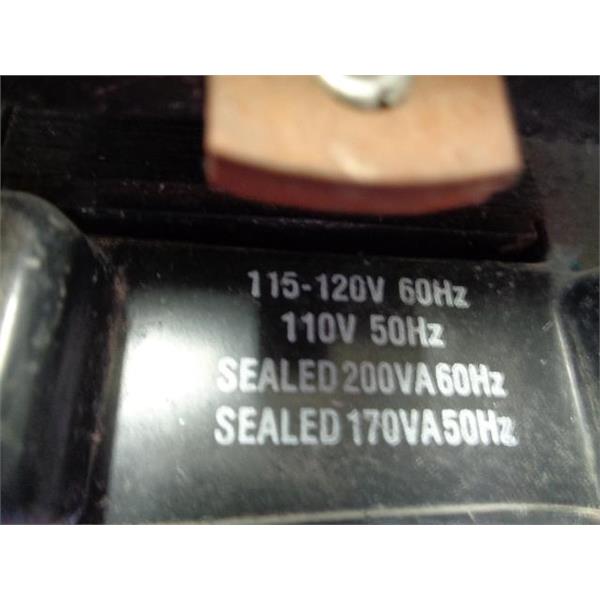 115-120V 60Hz
110V 50Hz
SEALED 200VA 60Hz
SEALED 170VA 50Hz